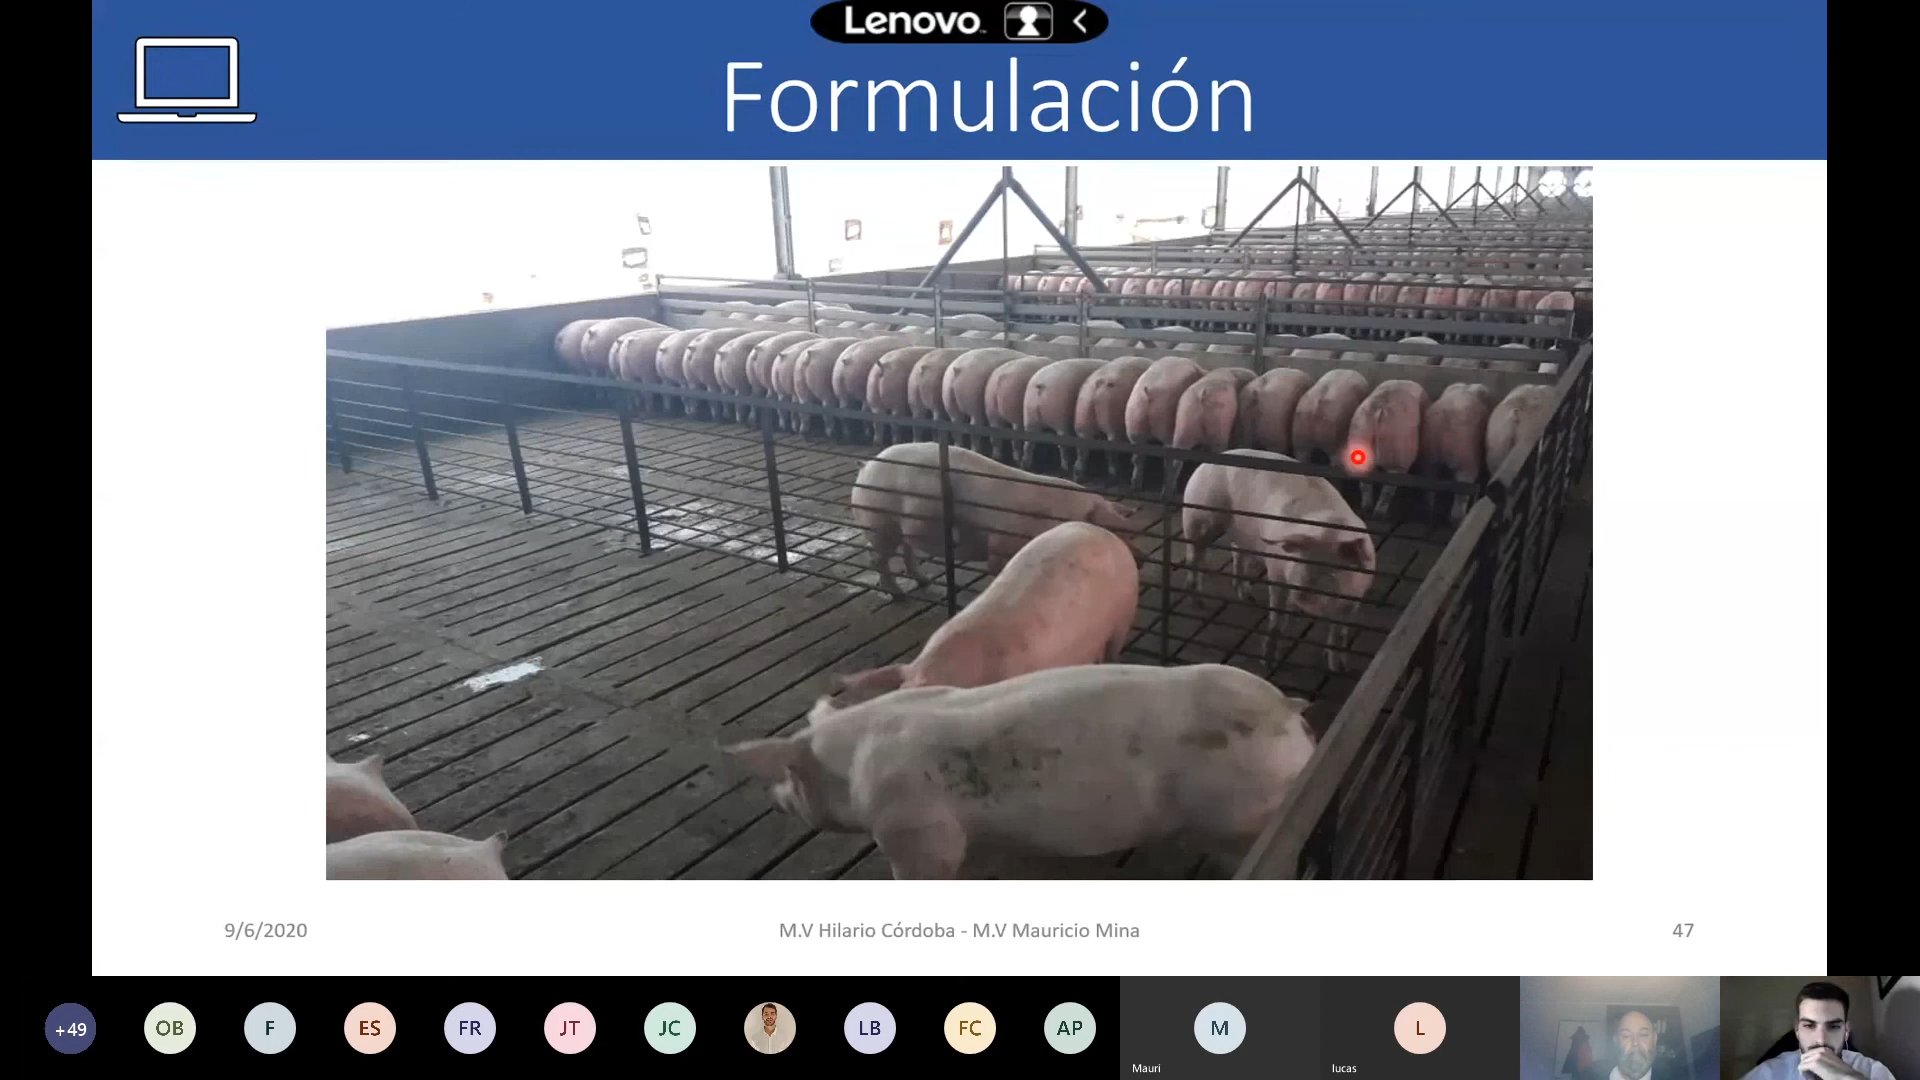 Lenovo
Formulación
9/6/2020
M.V Hilario Córdoba - M.V Mauricio Mina
47
+49
OB
F
ES
FR
JT
JC
LB
FC
AP
M
Mauri
L
lucas